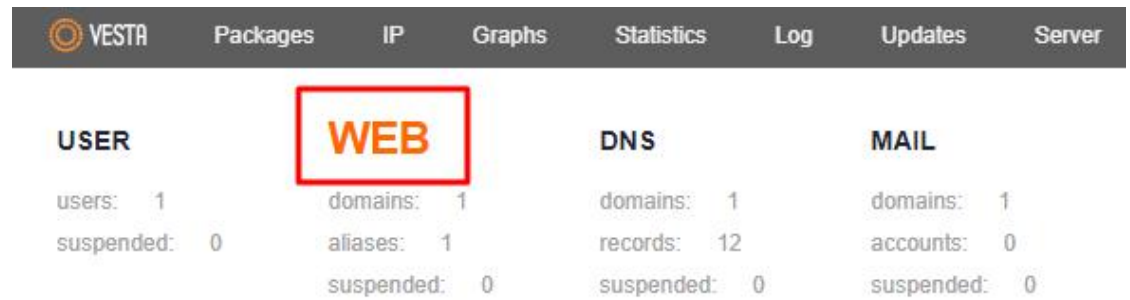 VESTA Packages IP Graphs Statistics Log Updates Server
USER WEB DNS MAIL
users: 1 domains: 1 domains: 1 domains: 1
suspended: 0 aliases: 1 records: 12 accounts: 0
suspended: 0 suspended: 0 suspended: 0